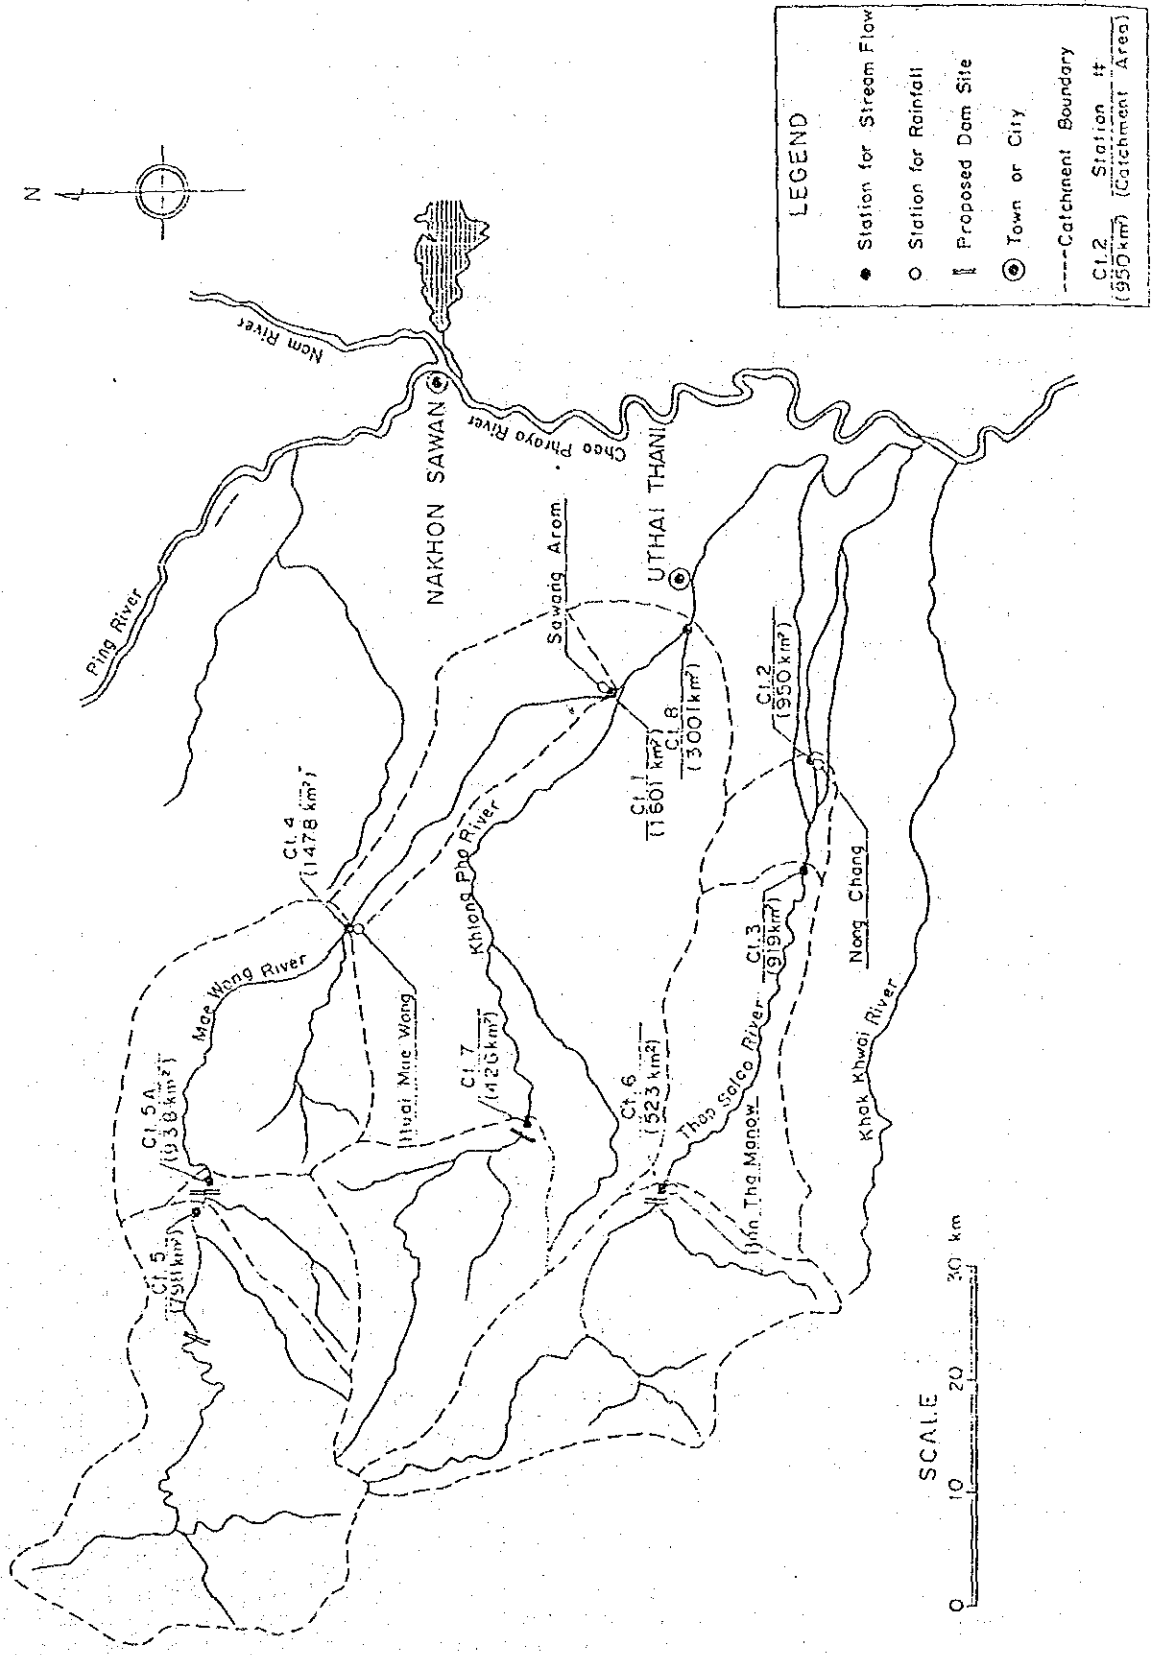 N
Ping River
Nam River
NAKHON SAWAN
Chao Phraya River
UTHAI THANI
Sawang Arom
Ct. 4
(1478 km²)
Mae Wong River
Ct. 5A
(938 km²)
Ct. 5
Khlong Pho River
Huai Mae Wong
Ct. 7
(426 km²)
Ct. 1
(1601 km²)
Ct. 8
(3001 km²)
Ct. 2
(950 km²)
Ct. 6
(523 km²)
Ct. 3
(919 km²)
Thap Salao River
Tha Manow
Nong Chang
Khok Khwai River
SCALE
0 10 20 30 km
LEGEND
Station for Stream Flow
Station for Rainfall
Proposed Dam Site
Town or City
Catchment Boundary
Ct.2 Station #
(950km²) (Catchment Area)